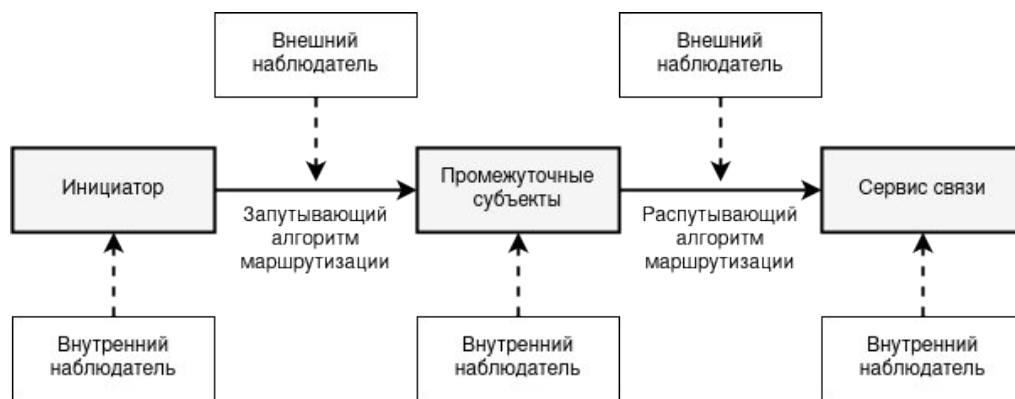 Внешний
наблюдатель
Внешний
наблюдатель
Инициатор
Запутывающий
алгоритм
маршрутизации
Промежуточные
субъекты
Распутывающий
алгоритм
маршрутизации
Сервис связи
Внутренний
наблюдатель
Внутренний
наблюдатель
Внутренний
наблюдатель